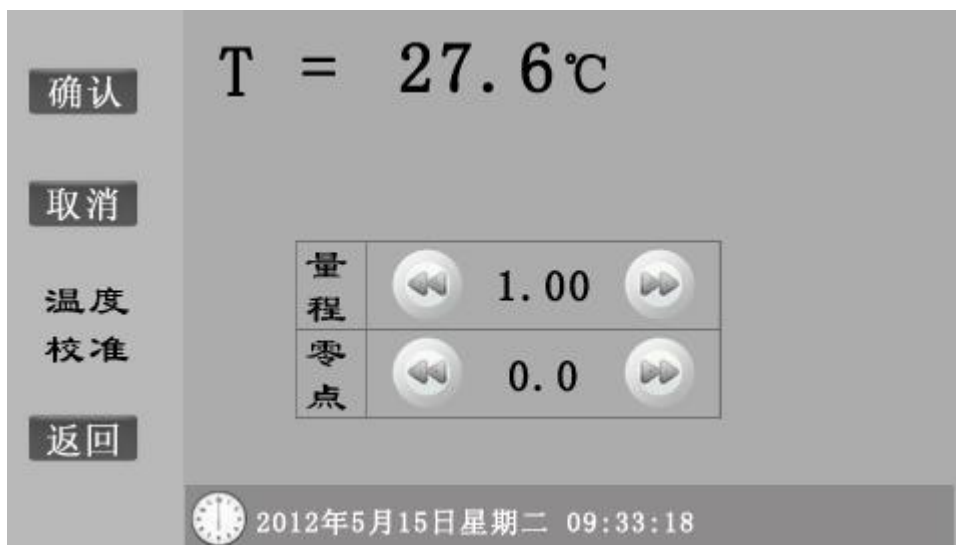 确认
取消
温度
校准
返回
T = 27.6℃
量程 1.00
零点 0.0
2012年5月15日星期二 09:33:18